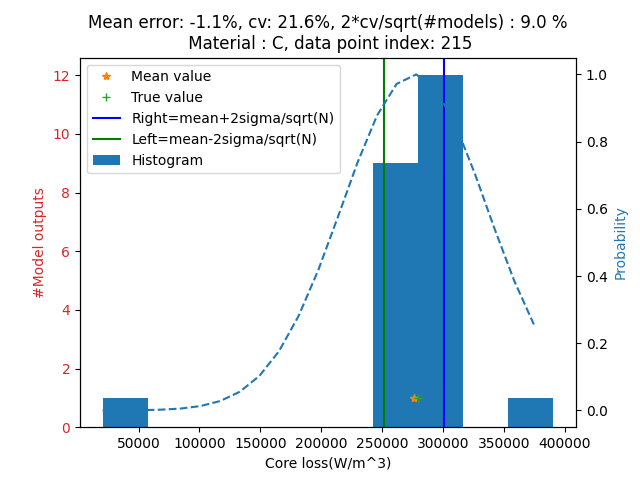 Mean error: -1.1%, cv: 21.6%, 2*cv/sqrt(#models) : 9.0 %
Material : C, data point index: 215
Mean value
True value
Right=mean+2sigma/sqrt(N)
Left=mean-2sigma/sqrt(N)
Histogram
12
10
8
6
4
2
0
#Model outputs
1.0
0.8
0.6
0.4
0.2
0.0
Probability
50000 100000 150000 200000 250000 300000 350000 400000
Core loss(W/m^3)